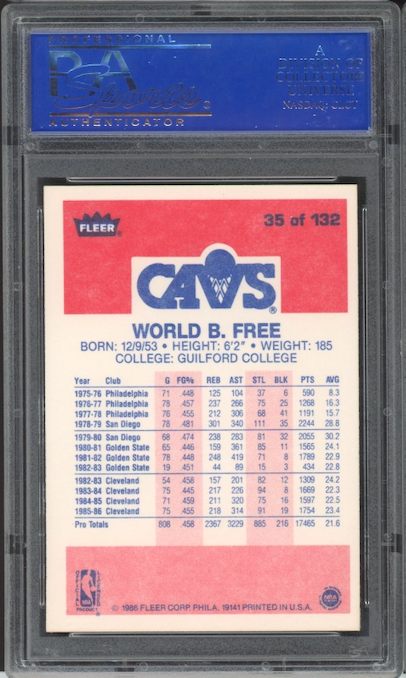 PROFESSIONAL
PSA
Sports
AUTHENTICATOR
A
DIVISION OF
COLLECTORS
UNIVERSE
NASDAQ: CLCT
FLEER®
35 of 132
CAVS®
WORLD B. FREE
BORN: 12/9/53 • HEIGHT: 6'2" • WEIGHT: 185
COLLEGE: GUILFORD COLLEGE
Year Club G FG% REB AST STL BLK PTS AVG
1975-76 Philadelphia 71 .448 125 104 37 6 590 8.3
1976-77 Philadelphia 78 .457 237 266 75 25 1268 16.3
1977-78 Philadelphia 76 .455 212 306 68 41 1191 15.7
1978-79 San Diego 78 .481 301 340 111 35 2244 28.8
1979-80 San Diego 68 .474 238 283 81 32 2055 30.2
1980-81 Golden State 65 .446 159 361 85 11 1565 24.1
1981-82 Golden State 78 .448 248 419 71 8 1789 22.9
1982-83 Golden State 19 .451 44 89 15 3 434 22.8
1982-83 Cleveland 54 .458 157 201 82 12 1309 24.2
1983-84 Cleveland 75 .445 217 226 94 8 1669 22.3
1984-85 Cleveland 71 .459 211 320 75 16 1597 22.5
1985-86 Cleveland 75 .455 218 314 91 19 1754 23.4
Pro Totals 808 .458 2367 3229 885 216 17465 21.6
PRODUCT
© 1986 FLEER CORP. PHILA. 19141 PRINTED IN U.S.A.